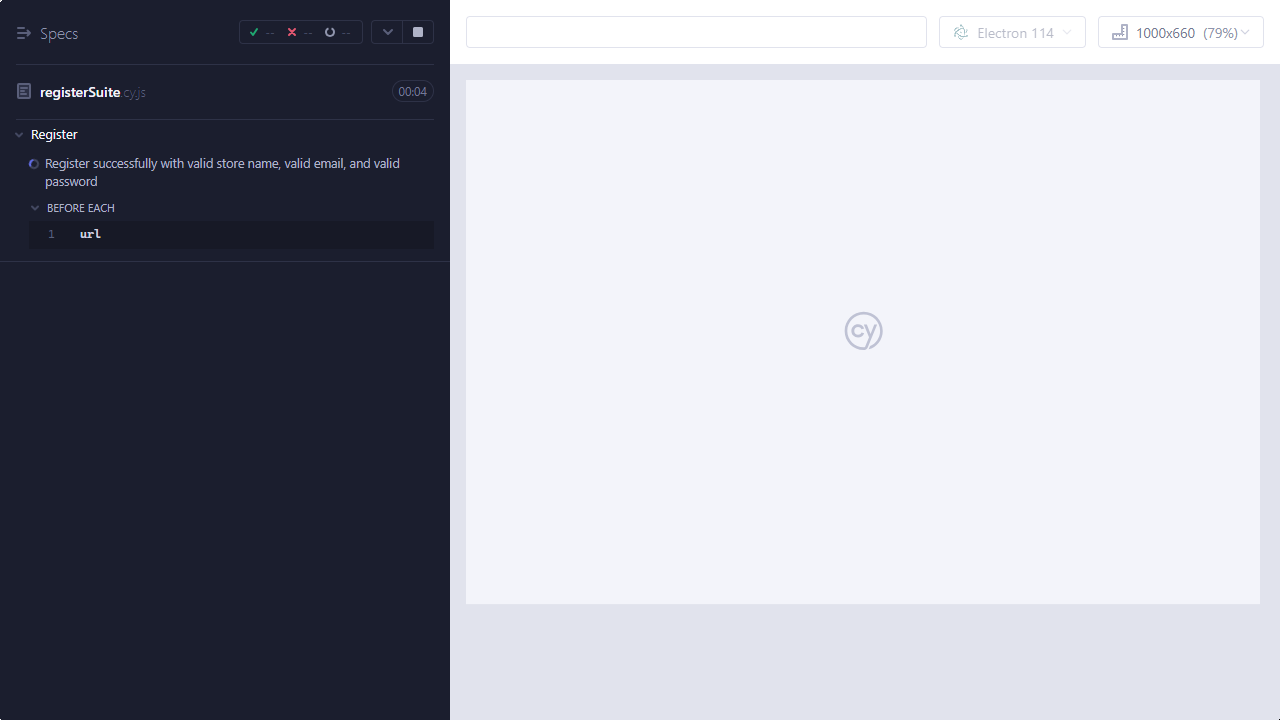 Specs
--
--
--
registerSuite.cy.js
00:04
Register
Register successfully with valid store name, valid email, and valid
password
BEFORE EACH
1 url
Electron 114
1000x660 (79%)
cy